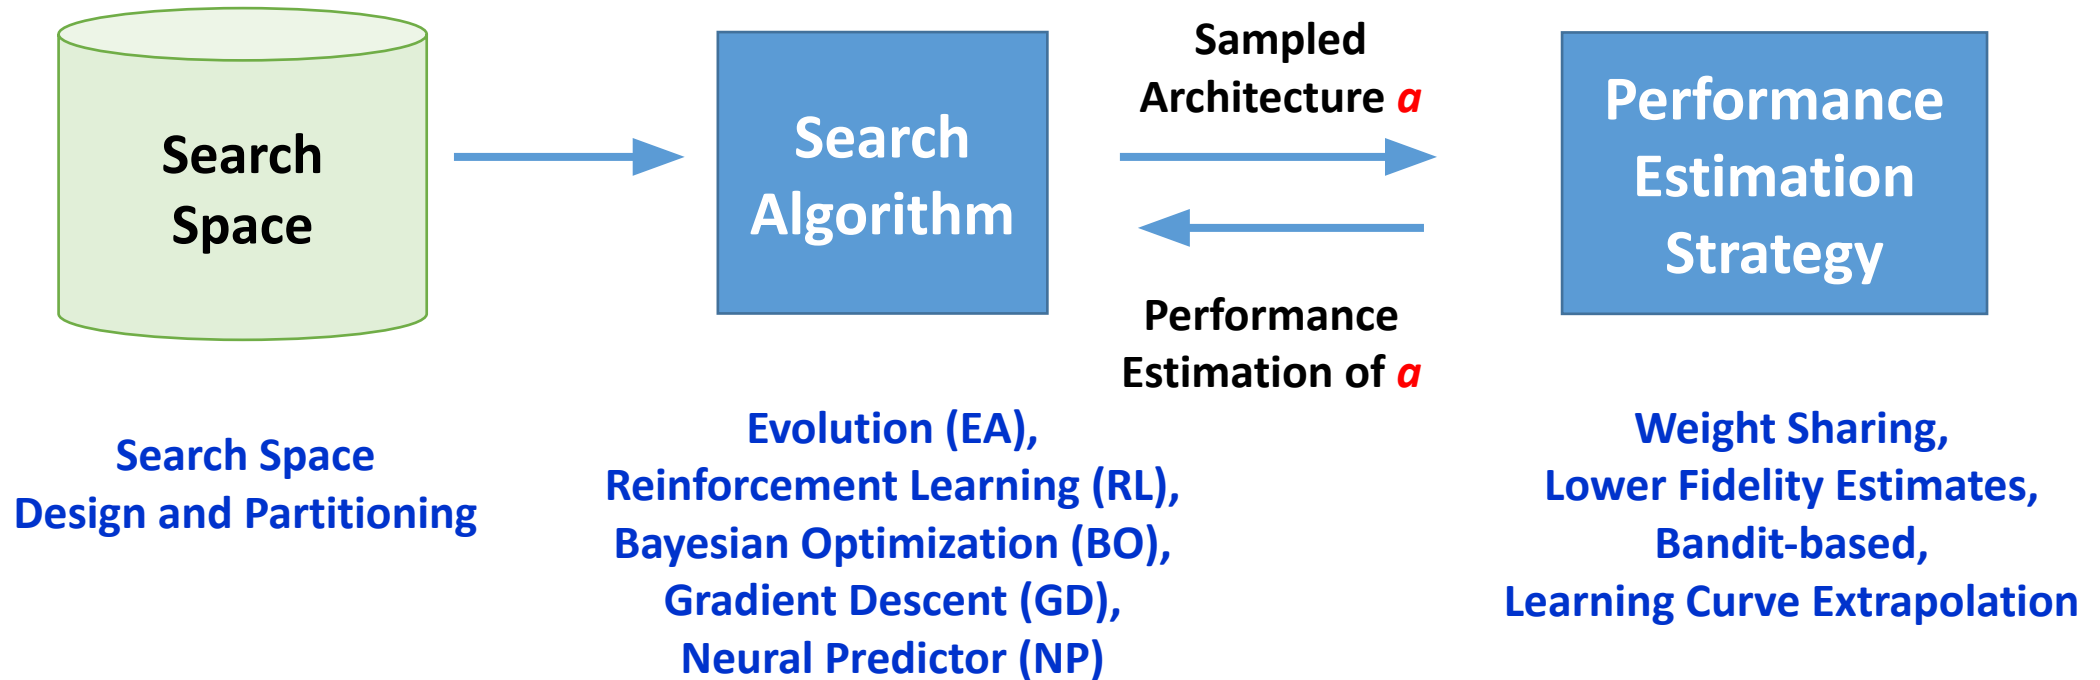 Search
Space
Search Space
Design and Partitioning
Search
Algorithm
Evolution (EA),
Reinforcement Learning (RL),
Bayesian Optimization (BO),
Gradient Descent (GD),
Neural Predictor (NP)
Sampled
Architecture a
Performance
Estimation of a
Performance
Estimation
Strategy
Weight Sharing,
Lower Fidelity Estimates,
Bandit-based,
Learning Curve Extrapolation